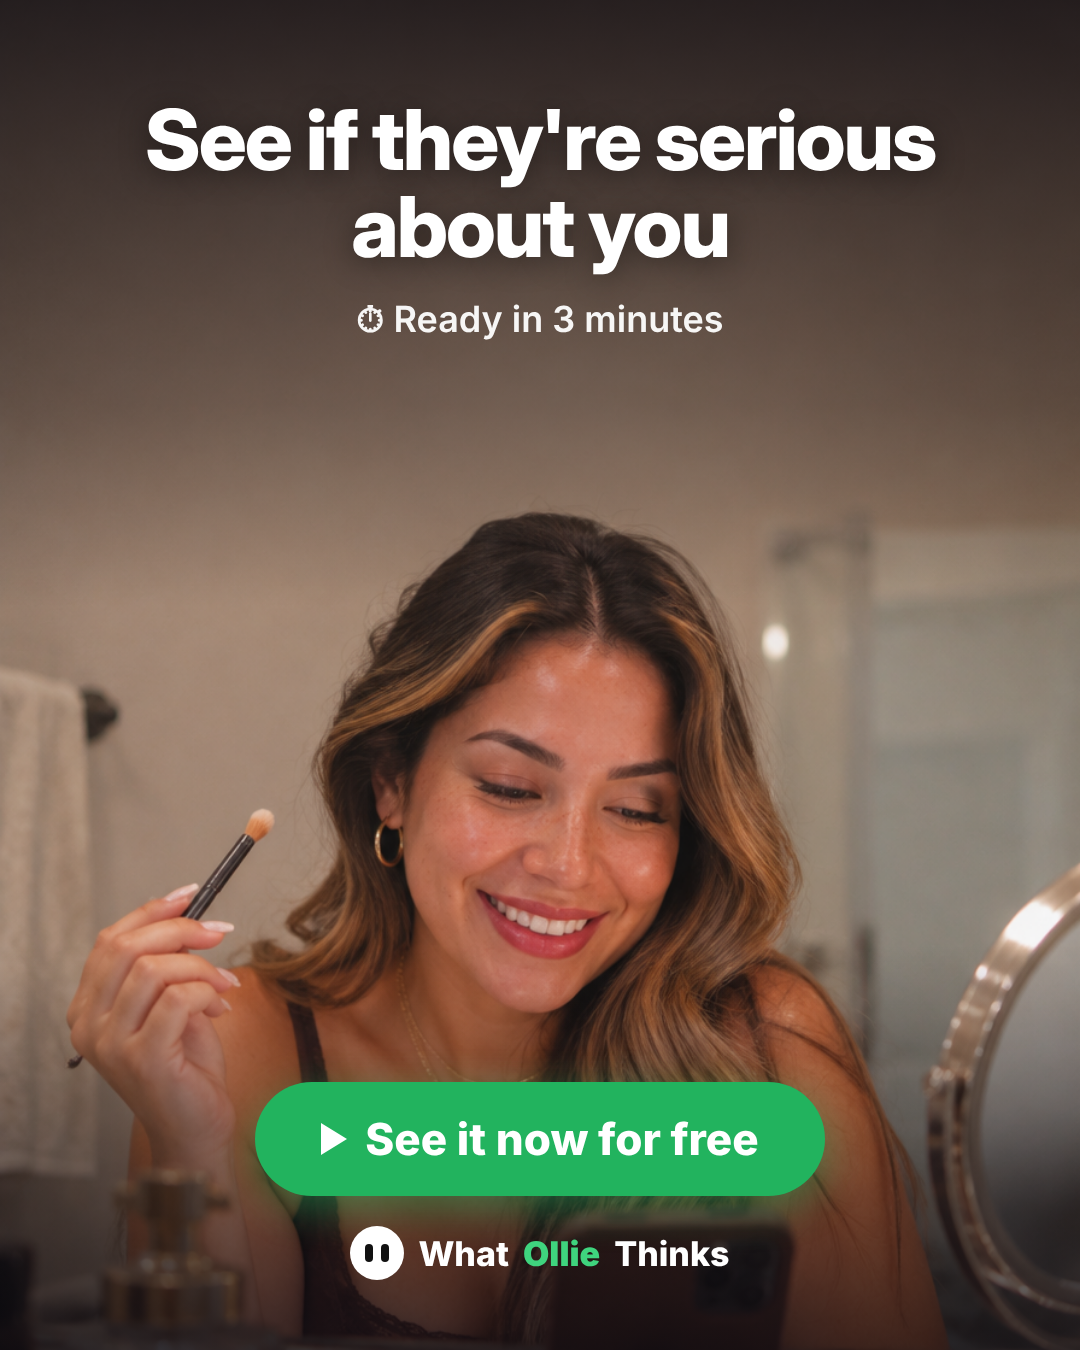 See if they're serious
about you
⏱ Ready in 3 minutes
▶ See it now for free
What Ollie Thinks